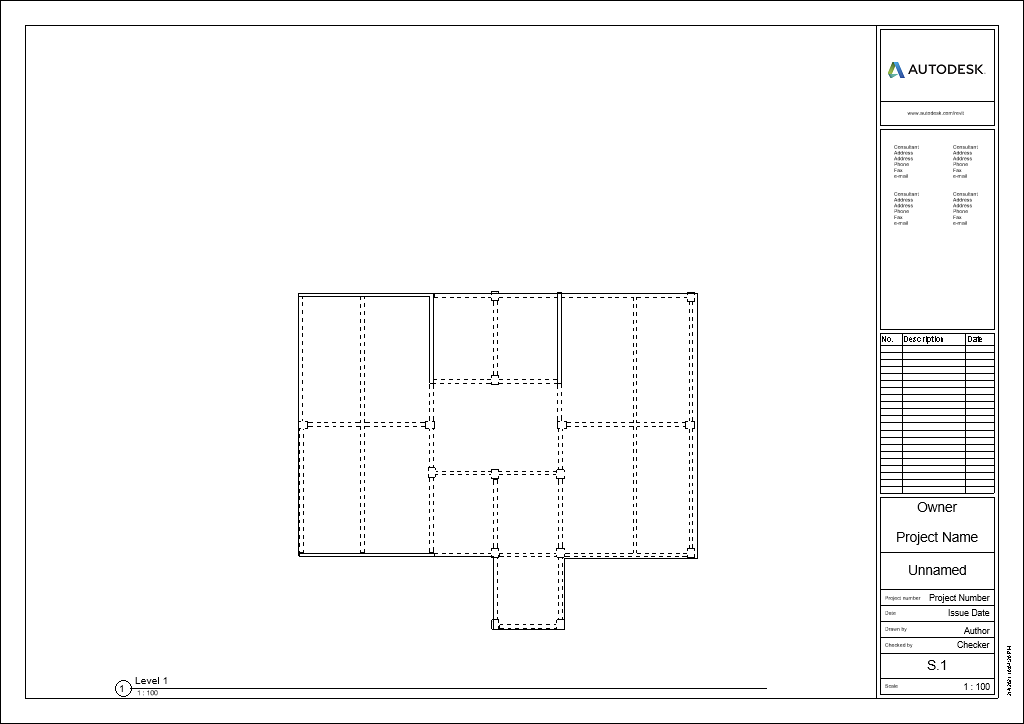 AUTODESK.
www.autodesk.com/revit
Consultant
Address
Address
Phone
Fax
e-mail
Consultant
Address
Address
Phone
Fax
e-mail
Consultant
Address
Address
Phone
Fax
e-mail
Consultant
Address
Address
Phone
Fax
e-mail
No. Description Date
Owner
Project Name
Unnamed
Project number Project Number
Date Issue Date
Drawn by Author
Checked by Checker
S.1
Scale 1 : 100
1 Level 1
1 : 100